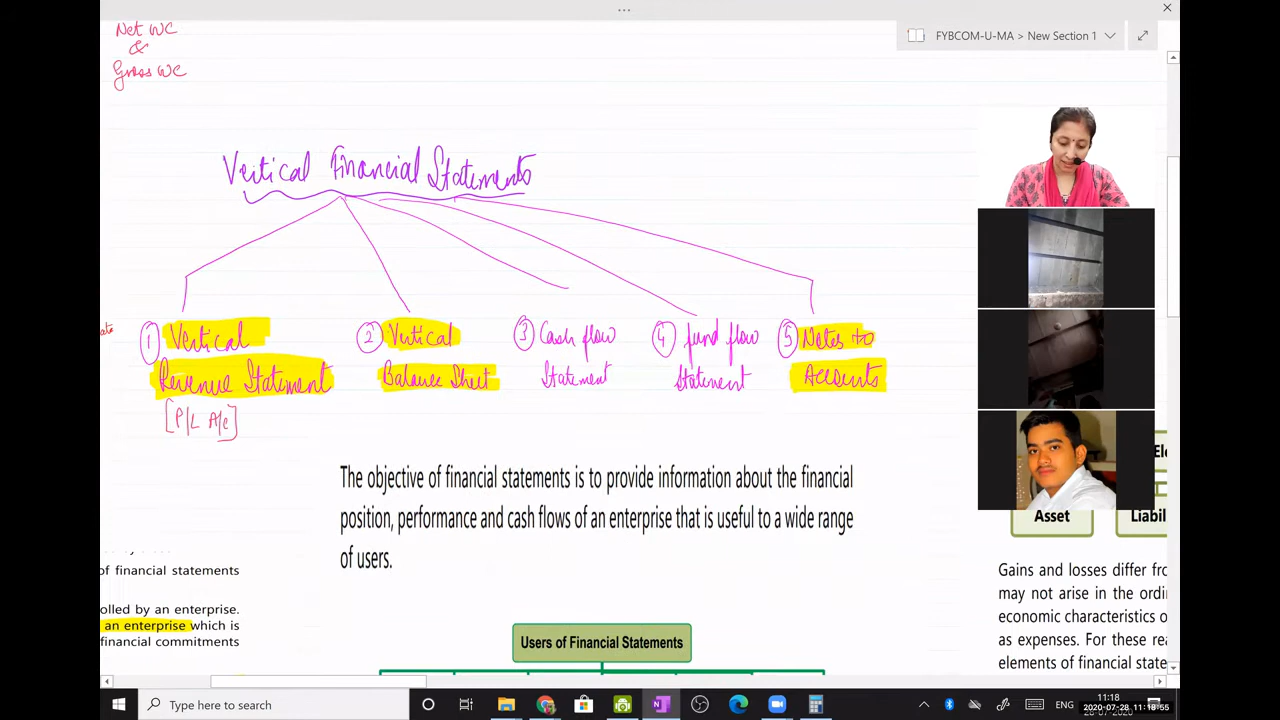 Net WC
&
Gross WC
FYBCOM-U-MA > New Section 1
Vertical Financial Statements
① Vertical
Revenue Statement
[P/L A/c]
② Vertical
Balance Sheet
③ Cash flow
Statement
④ fund flow
Statement
⑤ Notes to
Accounts
The objective of financial statements is to provide information about the financial
position, performance and cash flows of an enterprise that is useful to a wide range
of users.
of financial statements
olled by an enterprise.
an enterprise which is
financial commitments
Users of Financial Statements
Ele
Asset
Liabil
Gains and losses differ fro
may not arise in the ordi
economic characteristics o
as expenses. For these rea
elements of financial state
Type here to search
ENG
11:18
2020-07-28 11:18:55